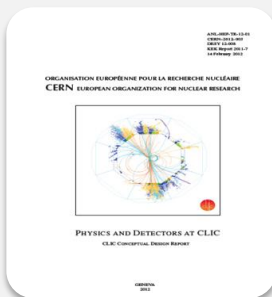 ANL-HEP-TR-12-01
CERN-2012-003
DESY 12-008
KEK Report 2011-7
14 February 2012
ORGANISATION EUROPÉENNE POUR LA RECHERCHE NUCLÉAIRE
CERN EUROPEAN ORGANIZATION FOR NUCLEAR RESEARCH
PHYSICS AND DETECTORS AT CLIC
CLIC CONCEPTUAL DESIGN REPORT
GENEVA
2012